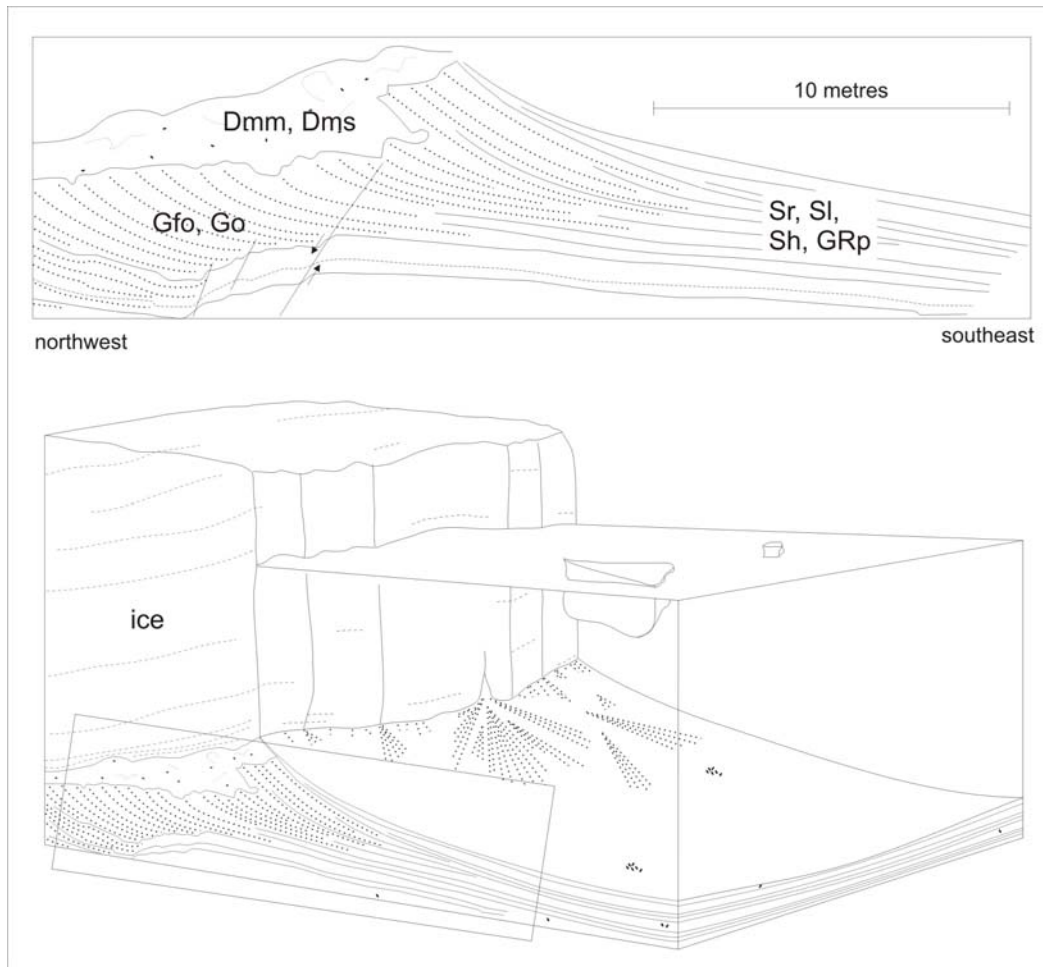 10 metres
Dmm, Dms
Gfo, Go
Sr, Sl,
Sh, GRp
northwest
southeast
ice